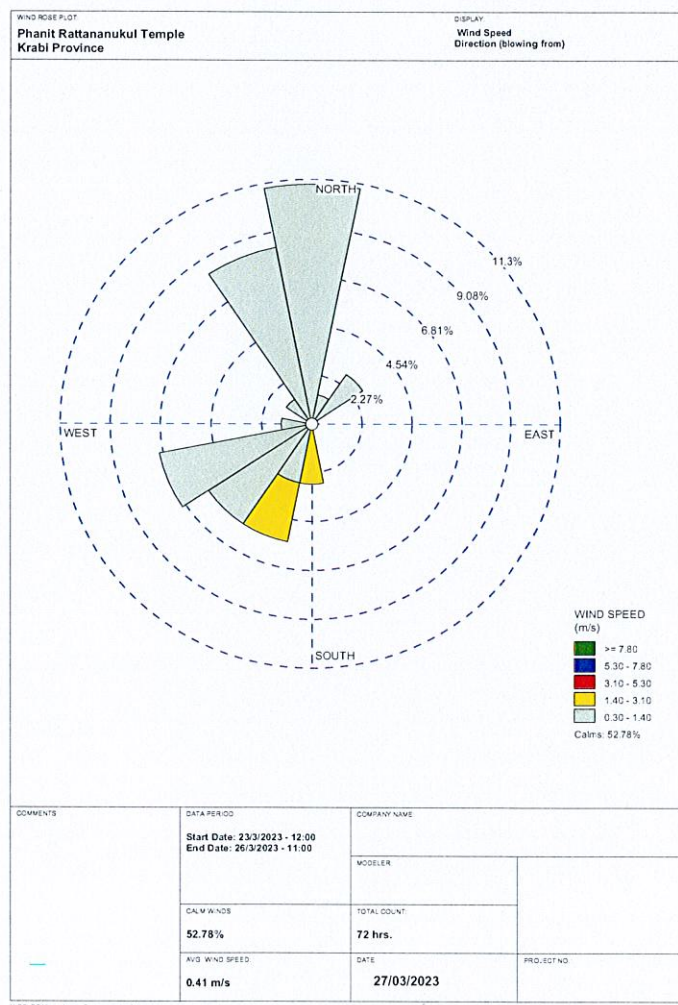 WIND ROSE PLOT:
Phanit Rattananukul Temple
Krabi Province
DISPLAY:
Wind Speed
Direction (blowing from)
NORTH
11.3%
9.08%
6.81%
4.54%
2.27%
WEST
EAST
SOUTH
WIND SPEED
(m/s)
>= 7.80
5.30 - 7.80
3.10 - 5.30
1.40 - 3.10
0.30 - 1.40
Calms: 52.78%
COMMENTS:
DATA PERIOD:
Start Date: 23/3/2023 - 12:00
End Date: 26/3/2023 - 11:00
COMPANY NAME:
MODELER:
CALM WINDS:
52.78%
TOTAL COUNT:
72 hrs.
AVG. WIND SPEED:
0.41 m/s
DATE:
27/03/2023
PROJECT NO.: